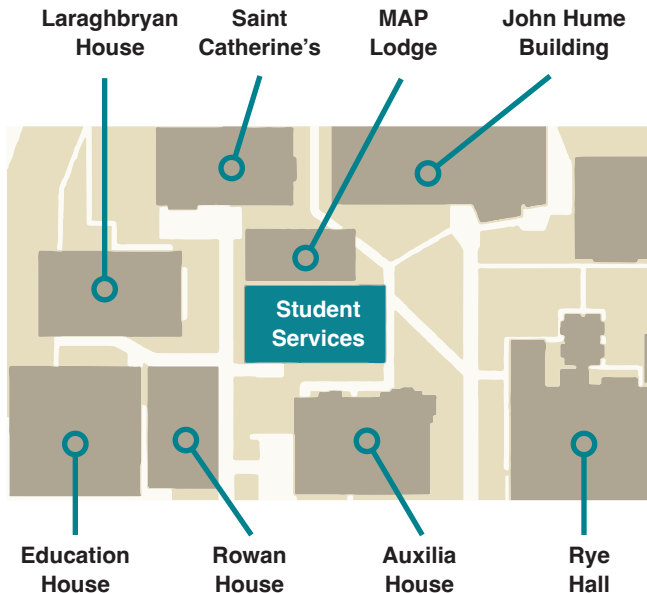 Laraghbryan
House
Saint
Catherine's
MAP
Lodge
John Hume
Building
Student
Services
Education
House
Rowan
House
Auxilia
House
Rye
Hall